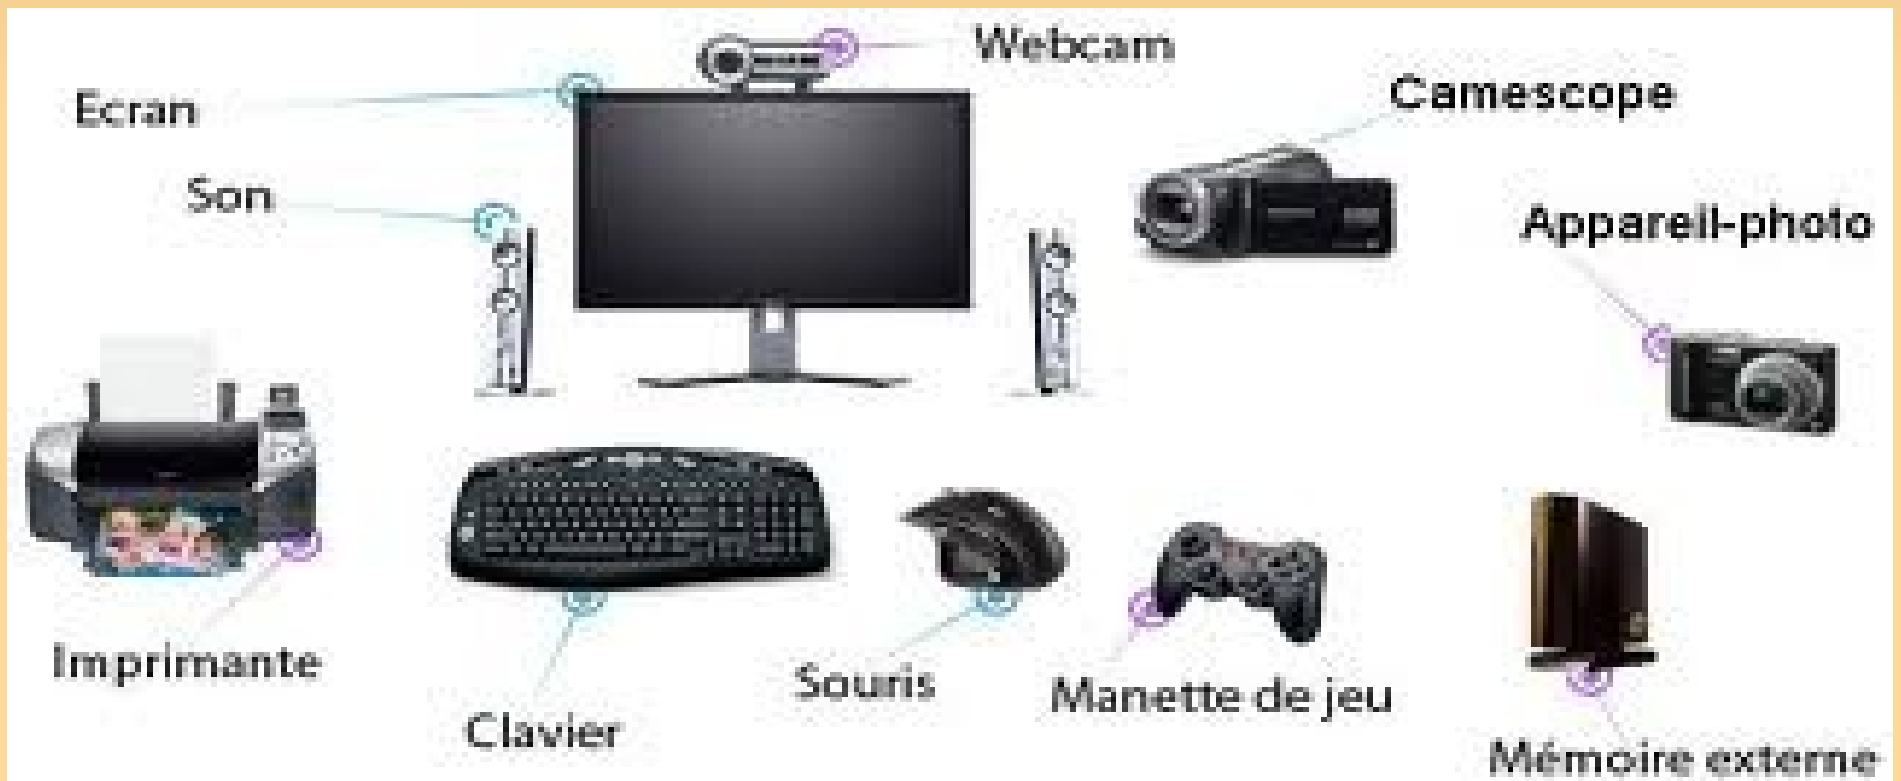 Webcam
Ecran
Camescope
Son
Appareil-photo
Imprimante
Souris
Manette de jeu
Clavier
Mémoire externe